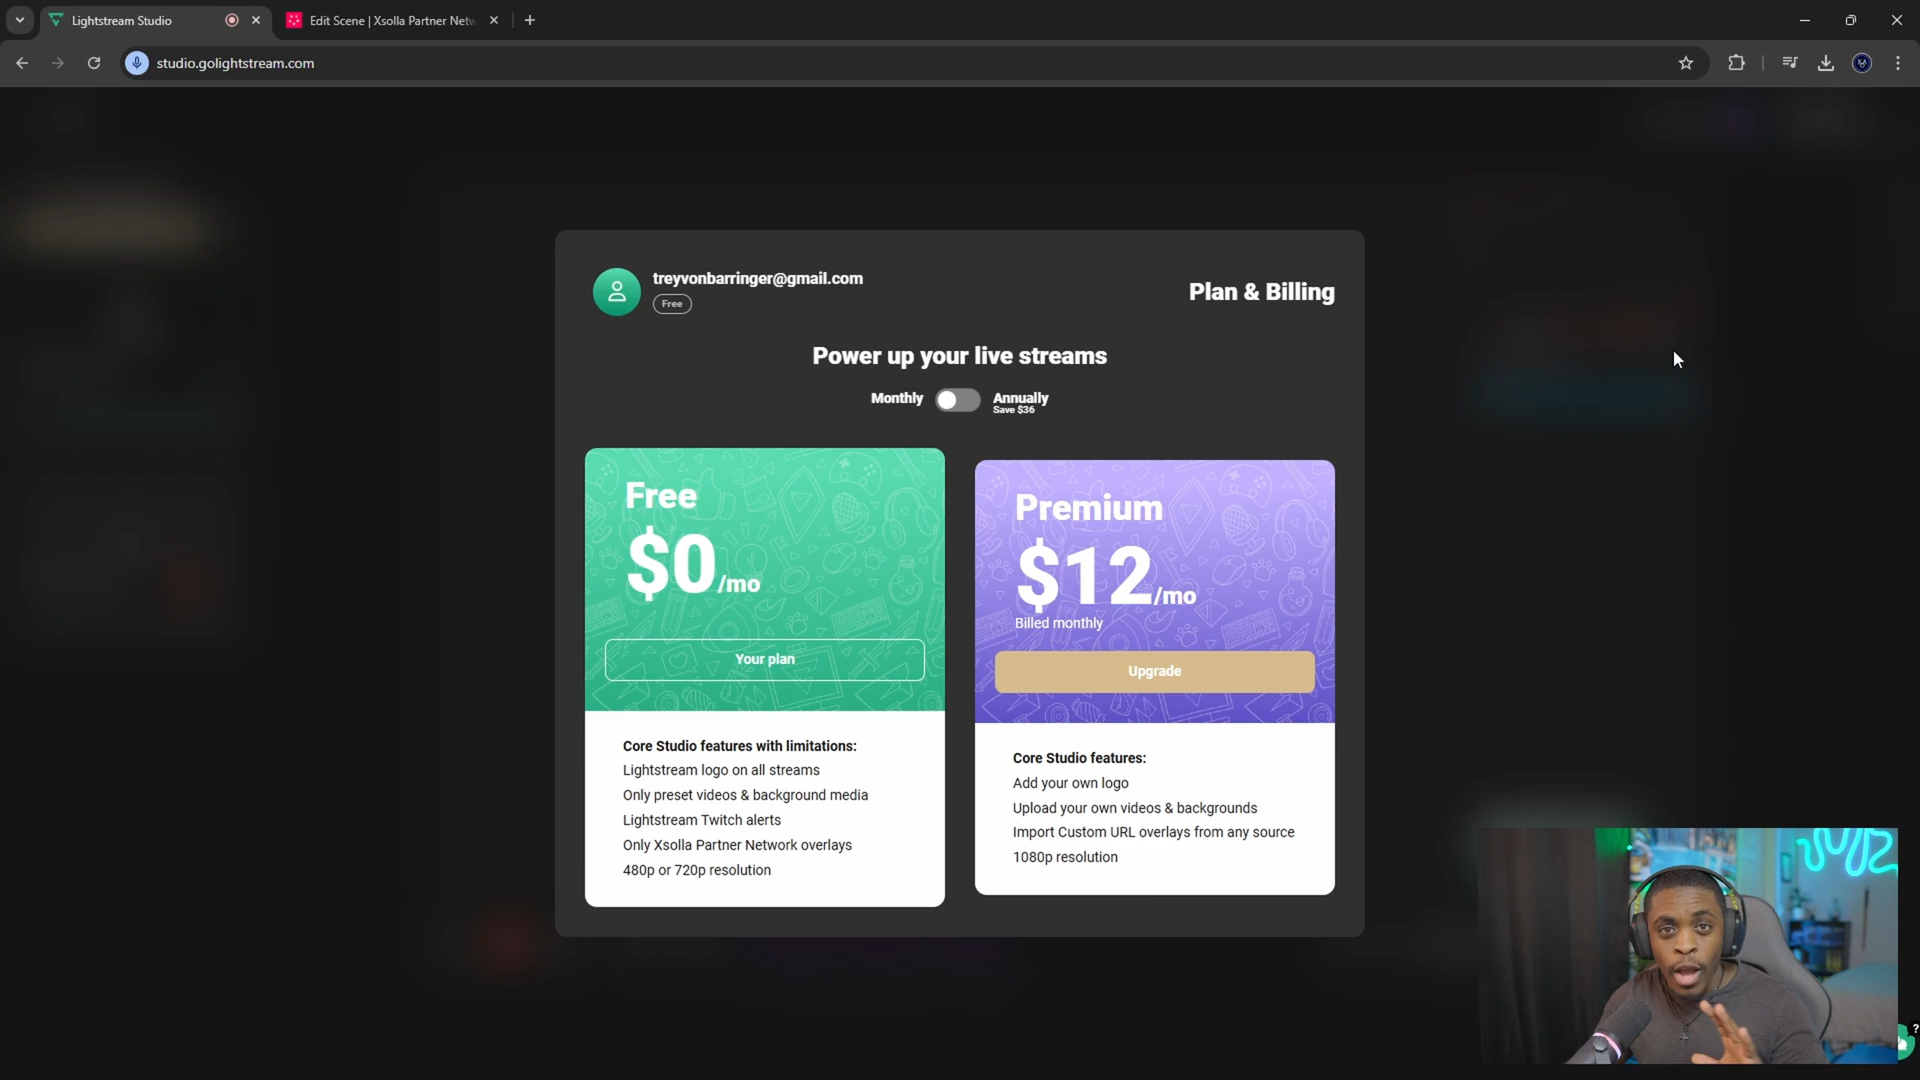 Lightstream Studio
Edit Scene | Xsolla Partner Netw
studio.golightstream.com
treyvonbarringer@gmail.com
Free
Plan & Billing
Power up your live streams
Monthly
Annually
Save $36
Free
$0/mo
Your plan
Core Studio features with limitations:
Lightstream logo on all streams
Only preset videos & background media
Lightstream Twitch alerts
Only Xsolla Partner Network overlays
480p or 720p resolution
Premium
$12/mo
Billed monthly
Upgrade
Core Studio features:
Add your own logo
Upload your own videos & backgrounds
Import Custom URL overlays from any source
1080p resolution
?